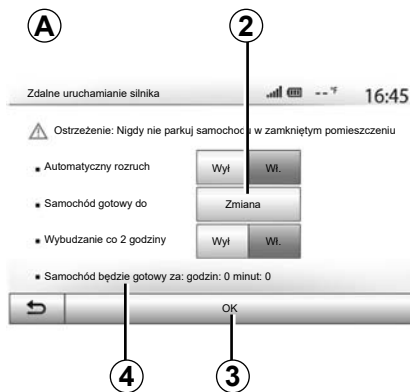 A
2
Zdalne uruchamianie silnika
-- °F
16:45
Ostrzeżenie: Nigdy nie parkuj samochodu w zamkniętym pomieszczeniu
Automatyczny rozruch
Wył
Wł.
Samochód gotowy do
Zmiana
Wybudzanie co 2 godziny
Wył
Wł.
Samochód będzie gotowy za: godzin: 0 minut: 0
OK
4
3